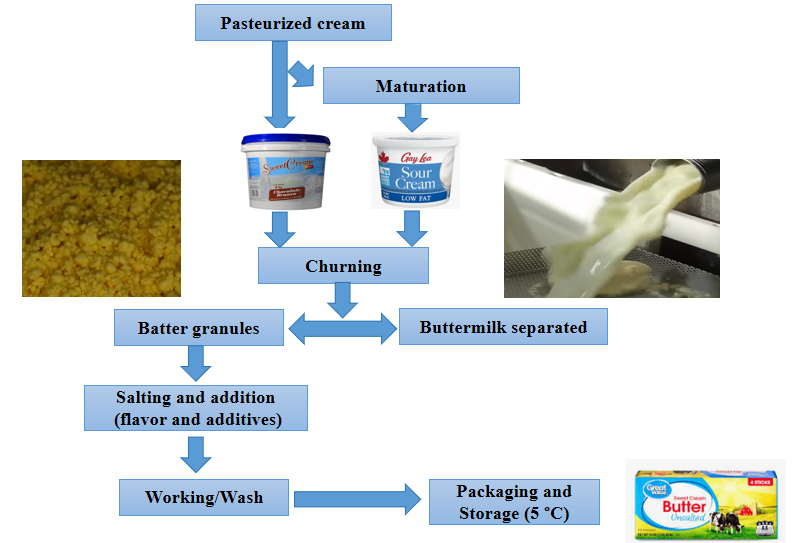 Pasteurized cream
Maturation
Sweet Cream
Chocolate
Gay Lea
Sour
Cream
LOW FAT
Churning
Batter granules
Buttermilk separated
Salting and addition
(flavor and additives)
Working/Wash
Packaging and
Storage (5 °C)
4 STICKS
Great
Value
Sweet Cream
Butter
Unsalted